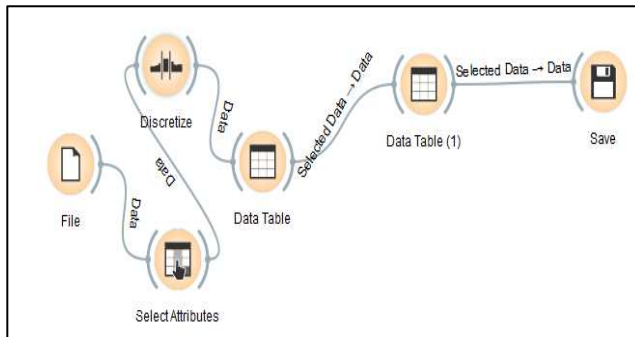 Discretize
Data
Selected Data → Data
Data Table (1)
Selected Data → Data
Save
File
Data
Data
Data Table
Select Attributes